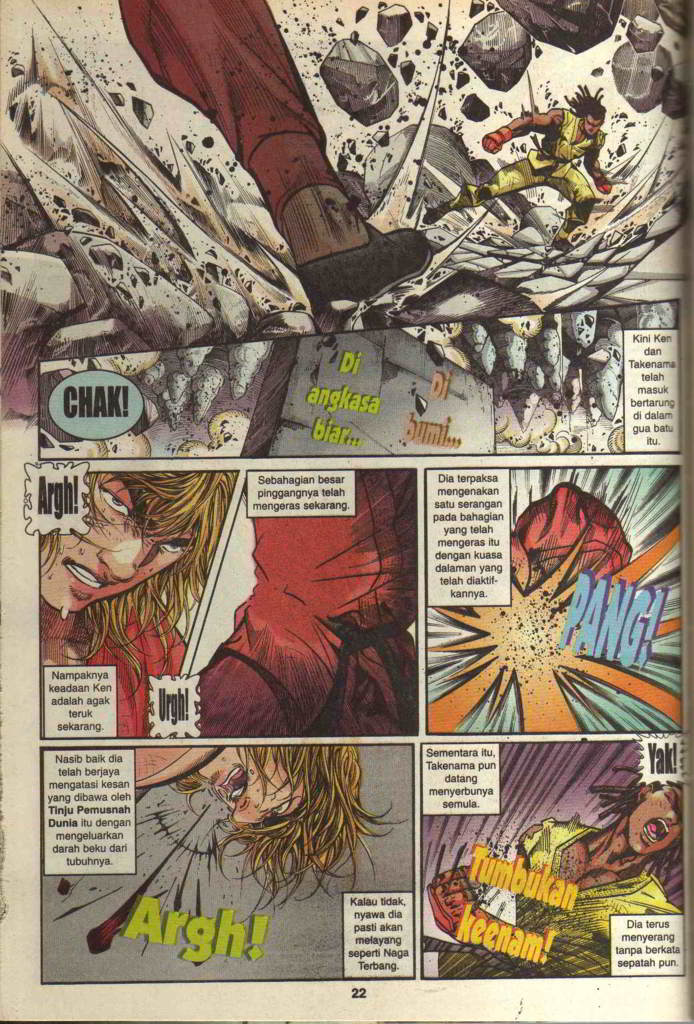 Kini Ken
dan
Takenama
telah
masuk
bertarung
di dalam
gua batu
itu.
CHAK!
Di
angkasa
biar...
Di
bumi...
Argh!
Nampaknya
keadaan Ken
adalah agak
teruk
sekarang.
Urgh!
Sebahagian besar
pinggangnya telah
mengeras sekarang.
Dia terpaksa
mengenakan
satu serangan
pada bahagian
yang telah
mengeras itu
dengan kuasa
dalaman yang
telah diaktif-
kannya.
PANG!
Nasib baik dia
telah berjaya
mengatasi kesan
yang dibawa oleh
Tinju Pemusnah
Dunia itu dengan
mengeluarkan
darah beku dari
tubuhnya.
Argh!
Kalau tidak,
nyawa dia
pasti akan
melayang
seperti Naga
Terbang.
Sementara itu,
Takenama pun
datang
menyerbunya
semula.
Yak!
Tumbukan
keenam!
Dia terus
menyerang
tanpa berkata
sepatah pun.
22